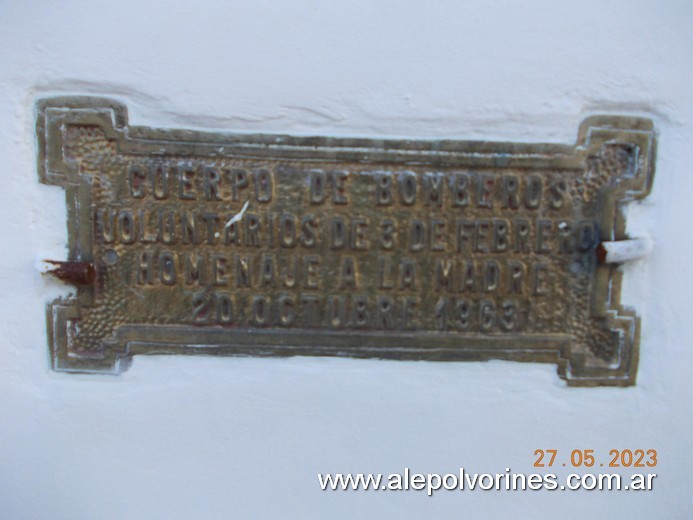 CUERPO DE BOMBEROS
VOLUNTARIOS DE 3 DE FEBRERO
HOMENAJE A LA MADRE
20 OCTUBRE 1963
27.05.2023
www.alepolvorines.com.ar